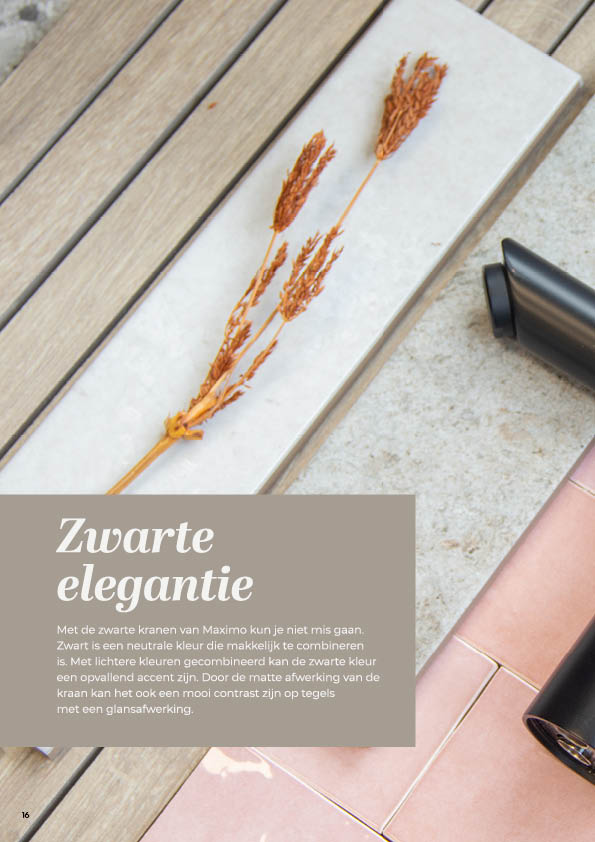 Zwarte
elegantie
Met de zwarte kranen van Maximo kun je niet mis gaan.
Zwart is een neutrale kleur die makkelijk te combineren
is. Met lichtere kleuren gecombineerd kan de zwarte kleur
een opvallend accent zijn. Door de matte afwerking van de
kraan kan het ook een mooi contrast zijn op tegels
met een glansafwerking.
16